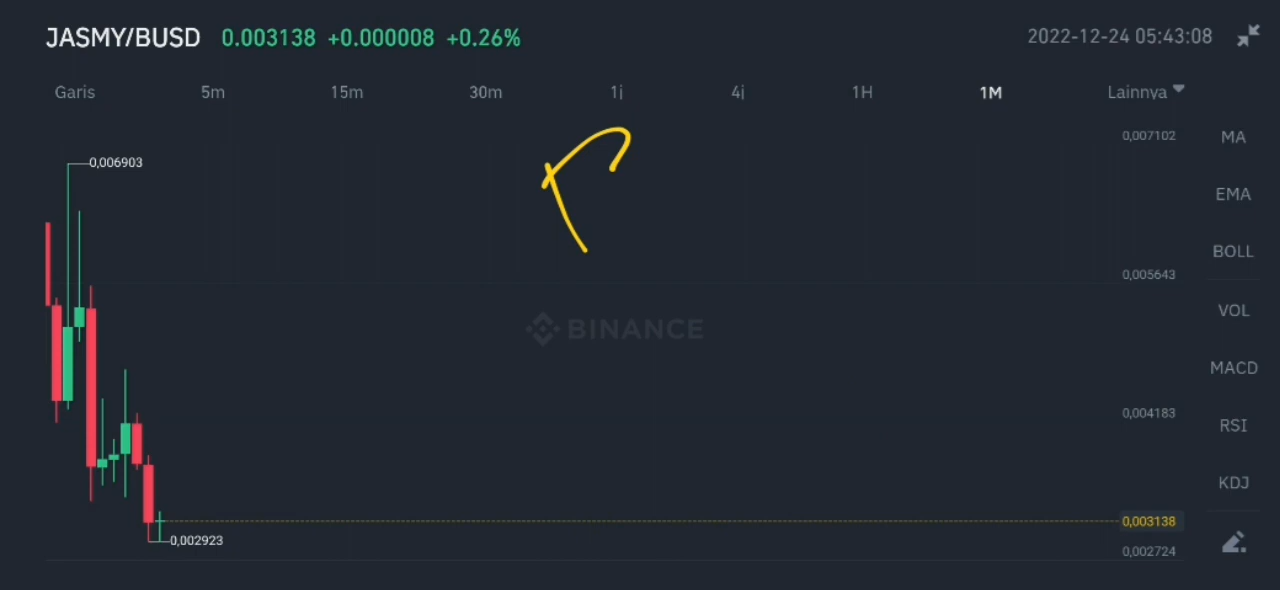 JASMY/BUSD 0.003138 +0.000008 +0.26% 2022-12-24 05:43:08
Garis 5m 15m 30m 1j 4j 1H 1M Lainnya
0,007102 MA
0,006903
EMA
BOLL
0,005643
VOL
BINANCE
MACD
0,004183
RSI
KDJ
0,003138
0,002923
0,002724